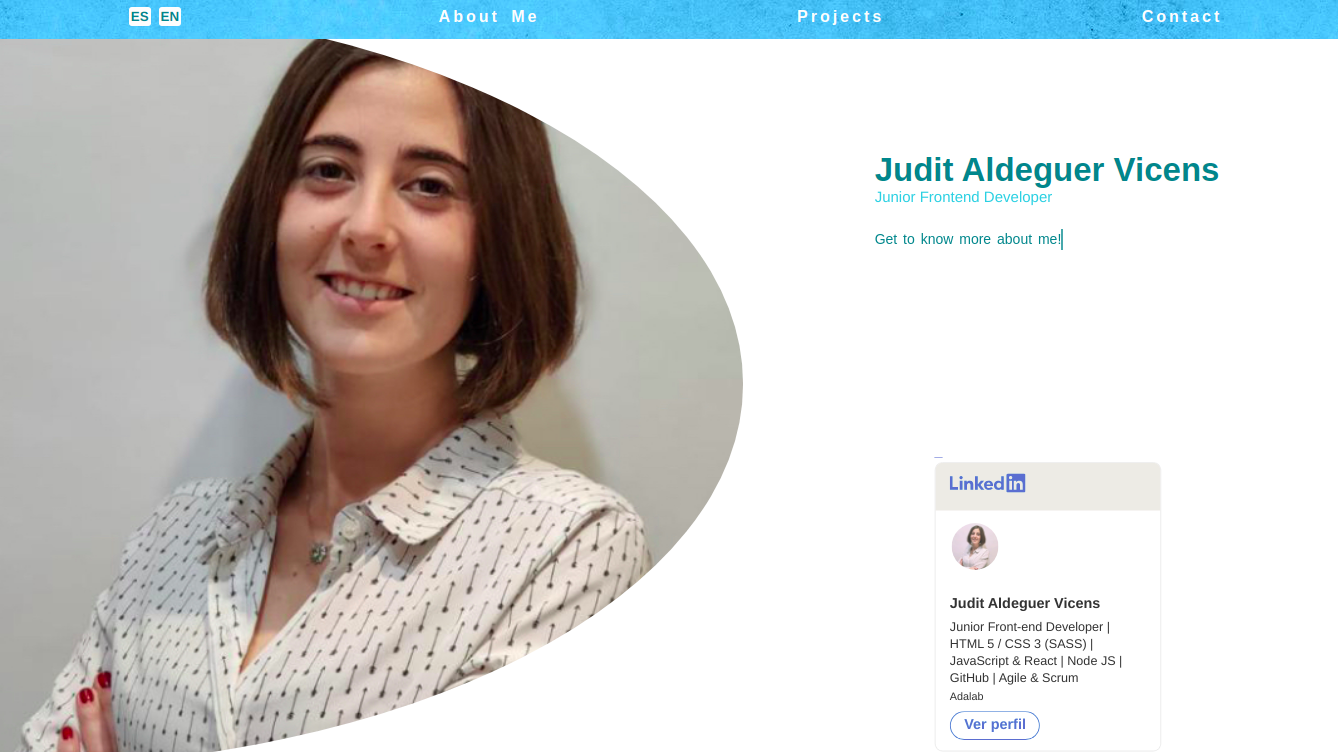 ES EN About Me Projects Contact
Judit Aldeguer Vicens
Junior Frontend Developer
Get to know more about me!
LinkedIn
Judit Aldeguer Vicens
Junior Front-end Developer |
HTML 5 / CSS 3 (SASS) |
JavaScript & React | Node JS |
GitHub | Agile & Scrum
Adalab
Ver perfil